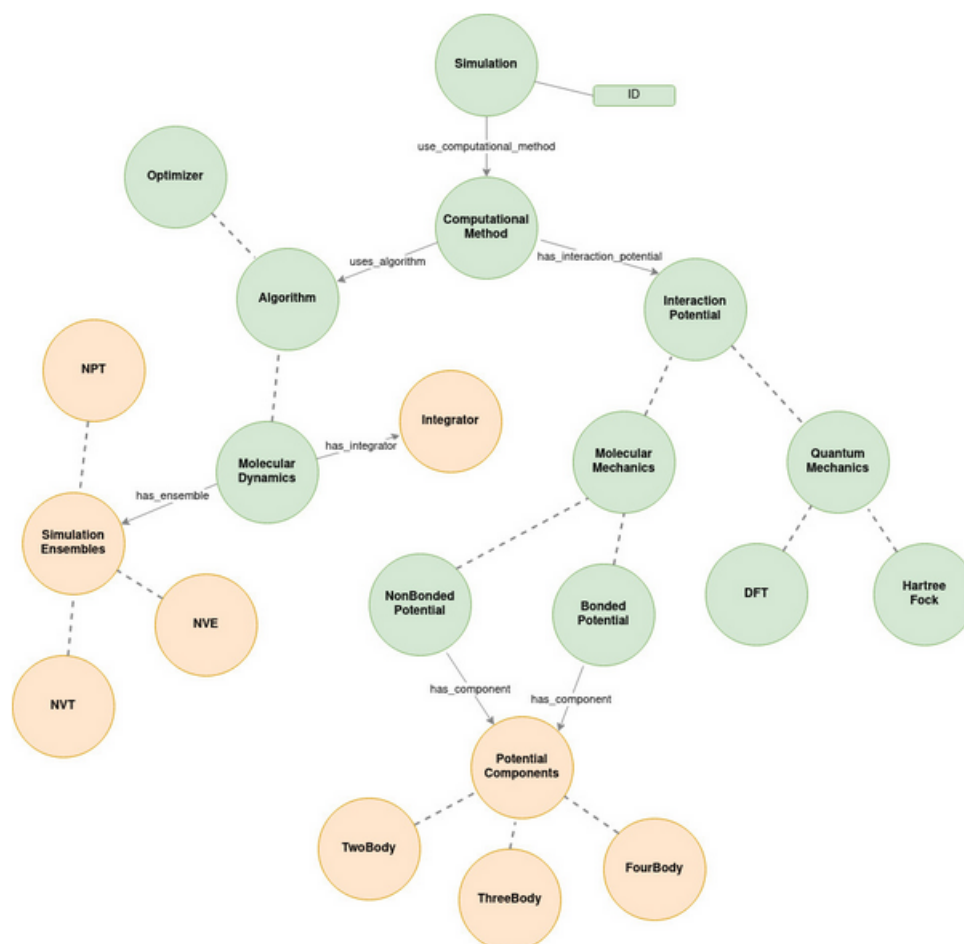 Simulation
ID
use_computational_method
Optimizer
Computational
Method
uses_algorithm
has_interaction_potential
Algorithm
Interaction
Potential
NPT
Integrator
has_integrator
Molecular
Dynamics
Molecular
Mechanics
Quantum
Mechanics
has_ensemble
Simulation
Ensembles
NonBonded
Potential
Bonded
Potential
DFT
Hartree
Fock
NVE
NVT
has_component
has_component
Potential
Components
TwoBody
ThreeBody
FourBody